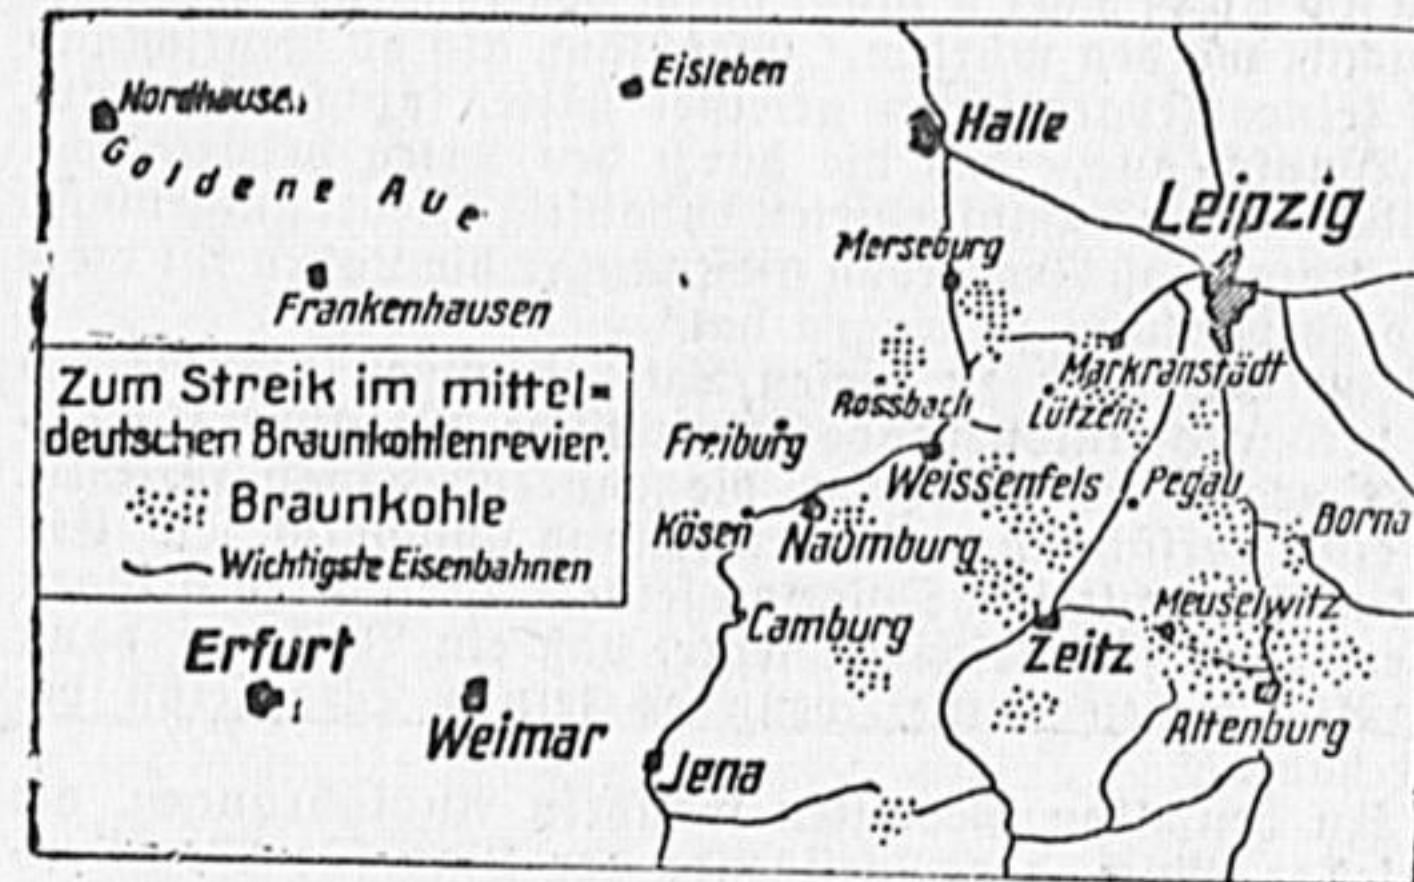 Eisleben
Nordhausen
Halle
Goldene Aue
Leipzig
Merseburg
Frankenhausen
Markranstädt
Zum Streik im mittel=
deutschen Braunkohlenrevier.
Braunkohle
Wichtigste Eisenbahnen
Rossbach
Lützen
Freiburg
Weissenfels
Pegau
Borna
Kösen
Naumburg
Meuselwitz
Camburg
Erfurt
Zeitz
Weimar
Altenburg
Jena